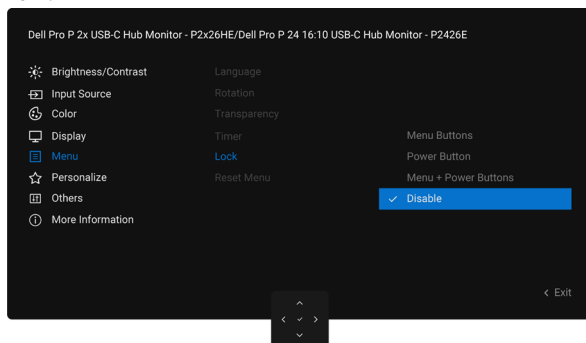 Dell Pro P 2x USB-C Hub Monitor - P2x26HE/Dell Pro P 24 16:10 USB-C Hub Monitor - P2426E
Brightness/Contrast
Input Source
Color
Display
Menu
Personalize
Others
More Information
Language
Rotation
Transparency
Timer
Lock
Reset Menu
Menu Buttons
Power Button
Menu + Power Buttons
Disable
Exit